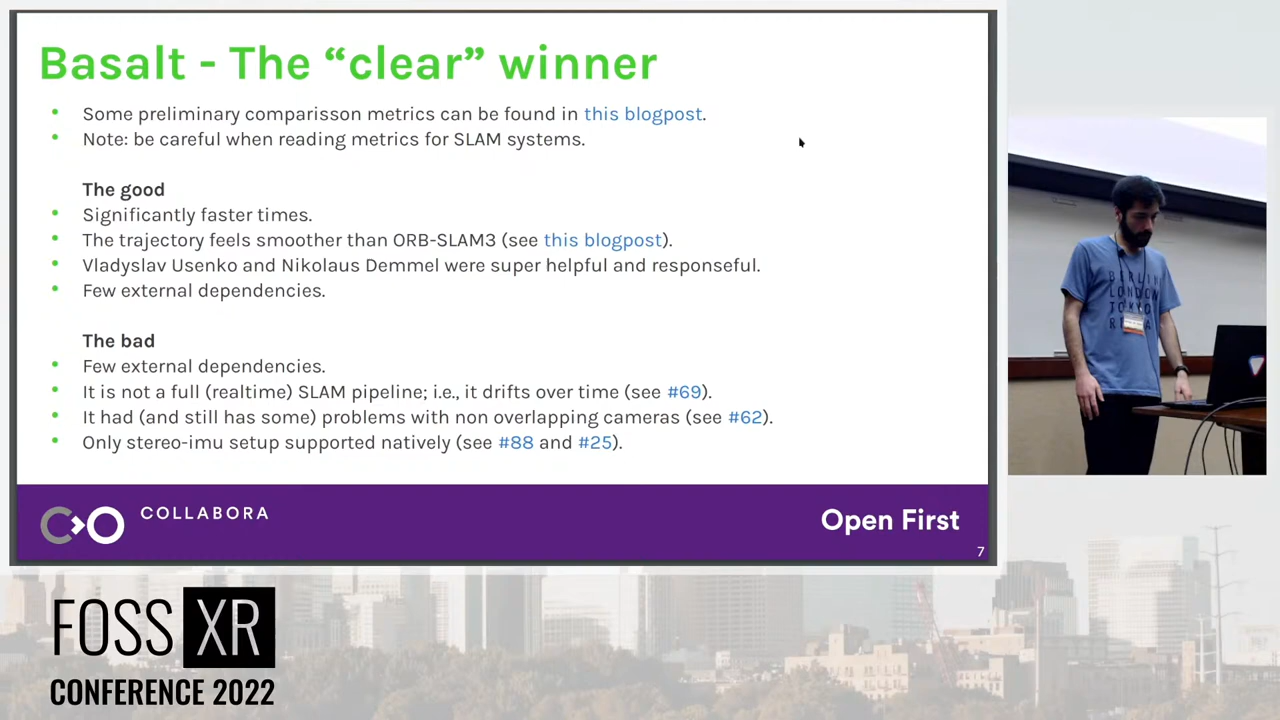 Basalt - The “clear” winner
• Some preliminary comparisson metrics can be found in this blogpost.
• Note: be careful when reading metrics for SLAM systems.
The good
• Significantly faster times.
• The trajectory feels smoother than ORB-SLAM3 (see this blogpost).
• Vladyslav Usenko and Nikolaus Demmel were super helpful and responseful.
• Few external dependencies.
The bad
• Few external dependencies.
• It is not a full (realtime) SLAM pipeline; i.e., it drifts over time (see #69).
• It had (and still has some) problems with non overlapping cameras (see #62).
• Only stereo-imu setup supported natively (see #88 and #25).
COLLABORA
Open First
7
BERLIN
LONDON
TOKYO
FOSS XR
CONFERENCE 2022